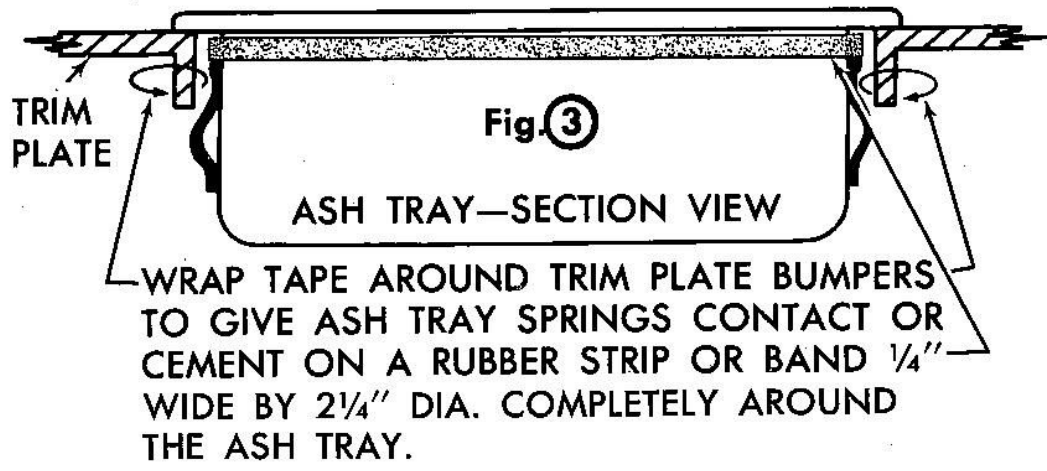 TRIM
PLATE
Fig. 3
ASH TRAY—SECTION VIEW
WRAP TAPE AROUND TRIM PLATE BUMPERS
TO GIVE ASH TRAY SPRINGS CONTACT OR
CEMENT ON A RUBBER STRIP OR BAND ¼″
WIDE BY 2¼″ DIA. COMPLETELY AROUND
THE ASH TRAY.